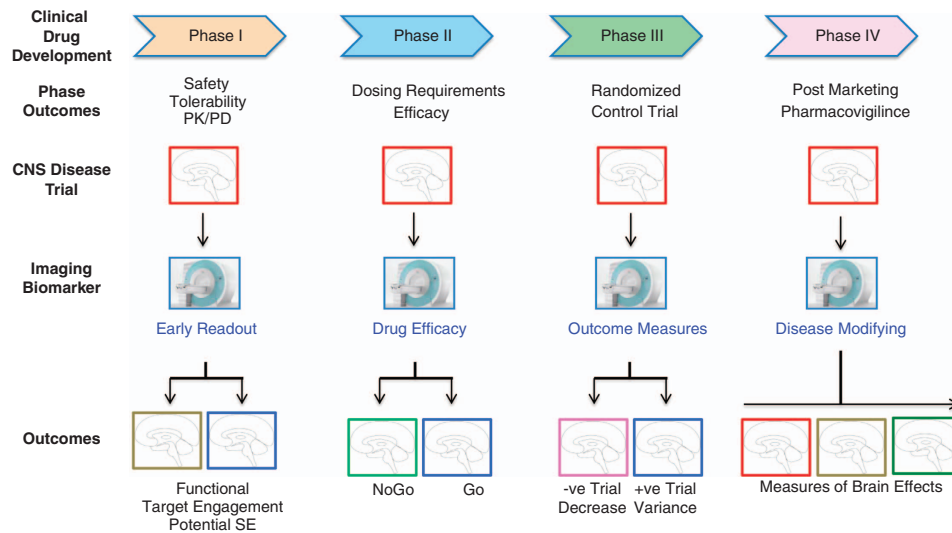 Clinical
Drug
Development
Phase I
Phase II
Phase III
Phase IV
Phase
Outcomes
Safety
Tolerability
PK/PD
Dosing Requirements
Efficacy
Randomized
Control Trial
Post Marketing
Pharmacovigilince
CNS Disease
Trial
Imaging
Biomarker
Early Readout
Drug Efficacy
Outcome Measures
Disease Modifying
Outcomes
Functional
Target Engagement
Potential SE
NoGo
Go
-ve Trial
Decrease
+ve Trial
Variance
Measures of Brain Effects